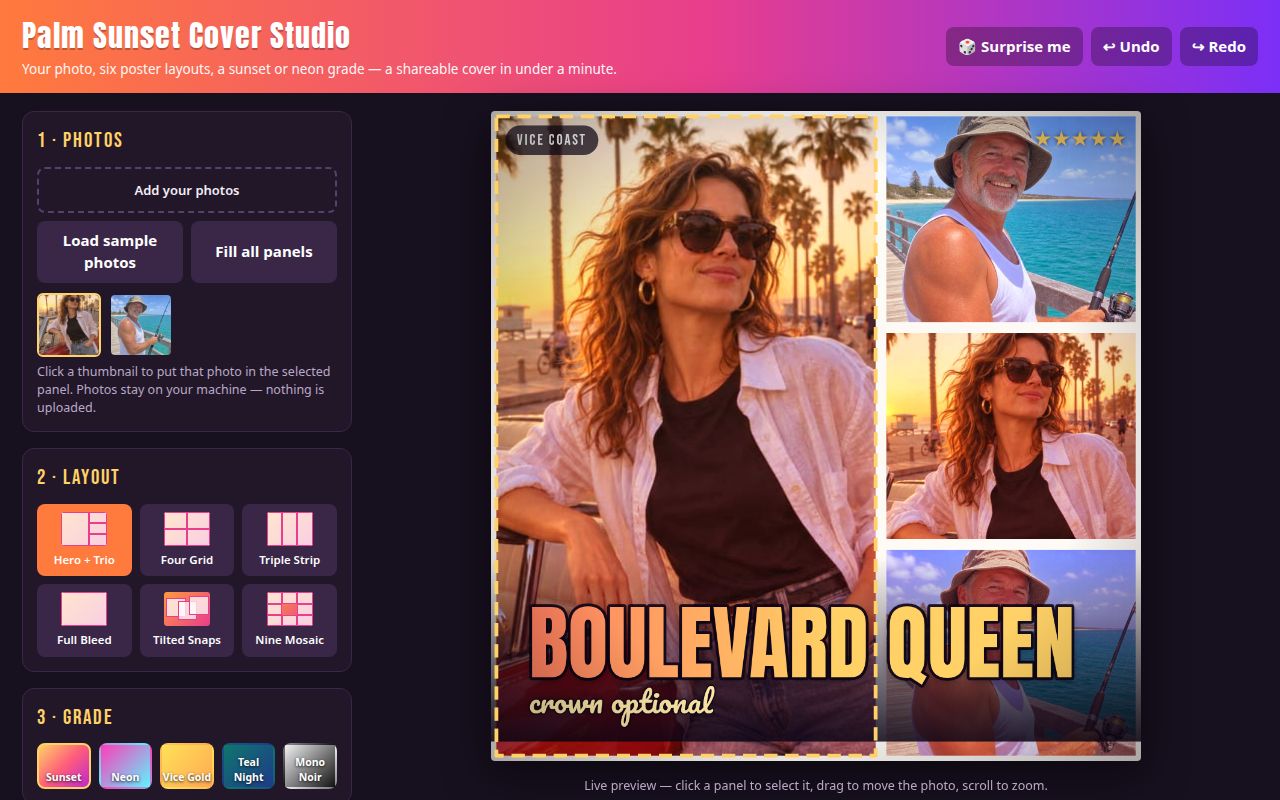 Palm Sunset Cover Studio
Your photo, six poster layouts, a sunset or neon grade — a shareable cover in under a minute.
🎲 Surprise me
↩ Undo
↪ Redo
1 · PHOTOS
Add your photos
Load sample
photos
Fill all panels
Click a thumbnail to put that photo in the selected
panel. Photos stay on your machine — nothing is
uploaded.
2 · LAYOUT
Hero + Trio
Four Grid
Triple Strip
Full Bleed
Tilted Snaps
Nine Mosaic
3 · GRADE
Sunset
Neon
Vice Gold
Teal
Night
Mono
Noir
VICE COAST
★★★★★
BOULEVARD QUEEN
crown optional
Live preview — click a panel to select it, drag to move the photo, scroll to zoom.